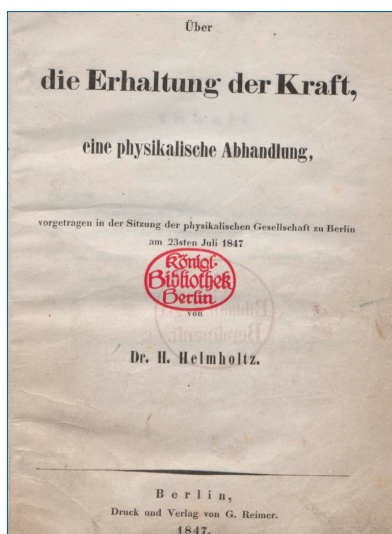 Über
die Erhaltung der Kraft,
eine physikalische Abhandlung,
vorgetragen in der Sitzung der physikalischen Gesellschaft zu Berlin
am 23sten Juli 1847
Königl.
Bibliothek
Berlin
von
Dr. H. Helmholtz.
Berlin,
Druck und Verlag von G. Reimer.
1847.